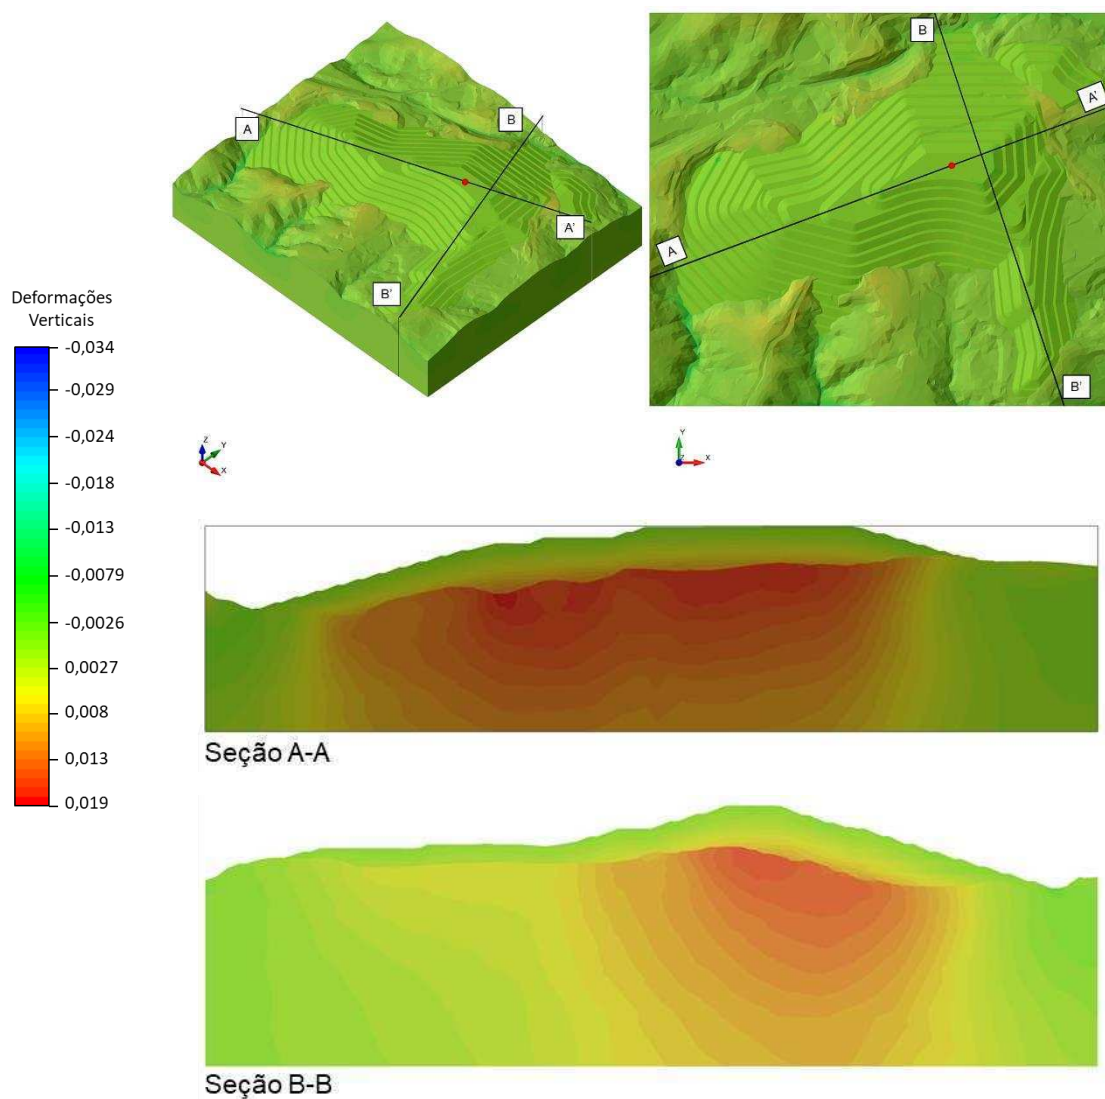 B
A
A'
B'
B
A'
A
B'
Deformações
Verticais
-0,034
-0,029
-0,024
-0,018
-0,013
-0,0079
-0,0026
0,0027
0,008
0,013
0,019
Z
Y
X
Y
Z
X
Seção A-A
Seção B-B